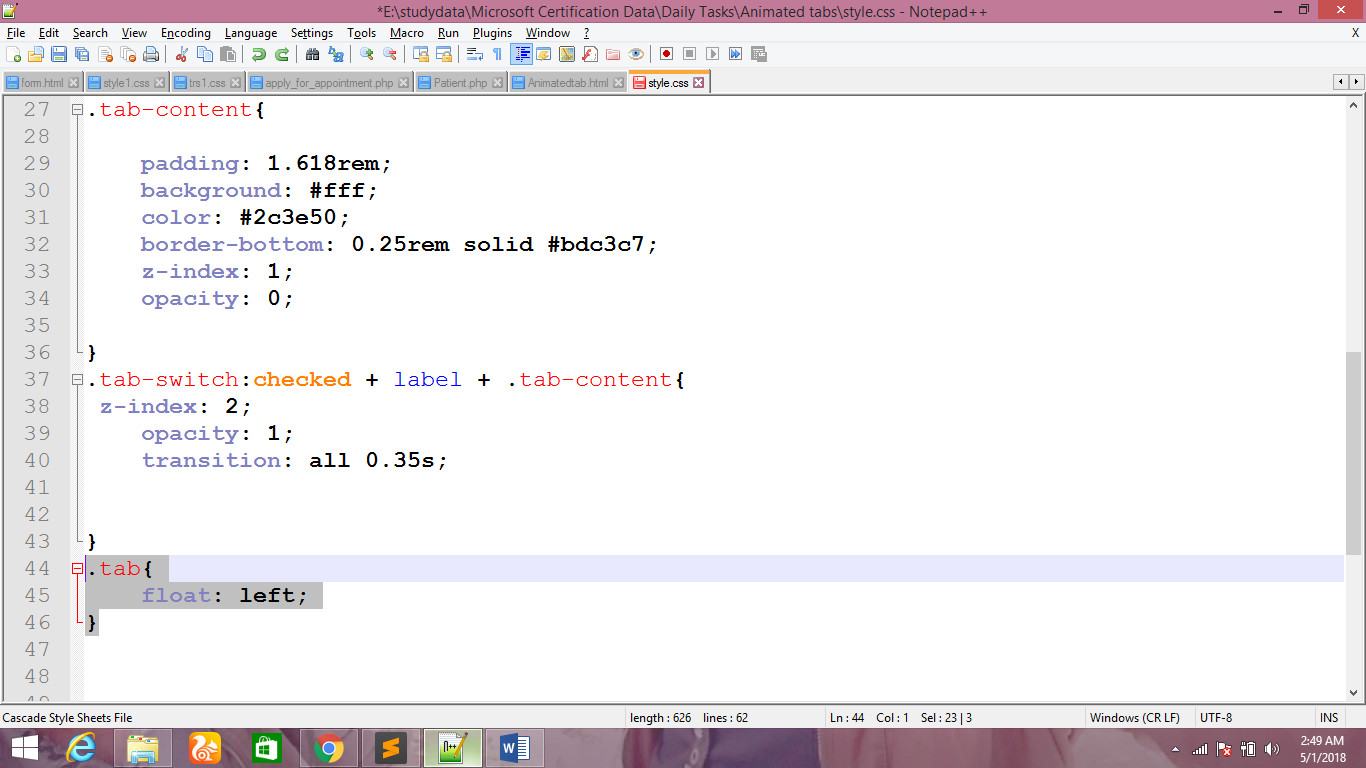 *E:\studydata\Microsoft Certification Data\Daily Tasks\Animated tabs\style.css - Notepad++
File Edit Search View Encoding Language Settings Tools Macro Run Plugins Window ? X
form.html style1.css trs1.css apply_for_appointment.php Patient.php Animatedtab.html style.css
27 .tab-content{
28
29 padding: 1.618rem;
30 background: #fff;
31 color: #2c3e50;
32 border-bottom: 0.25rem solid #bdc3c7;
33 z-index: 1;
34 opacity: 0;
35
36 }
37 .tab-switch:checked + label + .tab-content{
38 z-index: 2;
39 opacity: 1;
40 transition: all 0.35s;
41
42
43 }
44 .tab{
45 float: left;
46 }
47
48
49
Cascade Style Sheets File length : 626 lines : 62 Ln : 44 Col : 1 Sel : 23 | 3 Windows (CR LF) UTF-8 INS
2:49 AM
5/1/2018